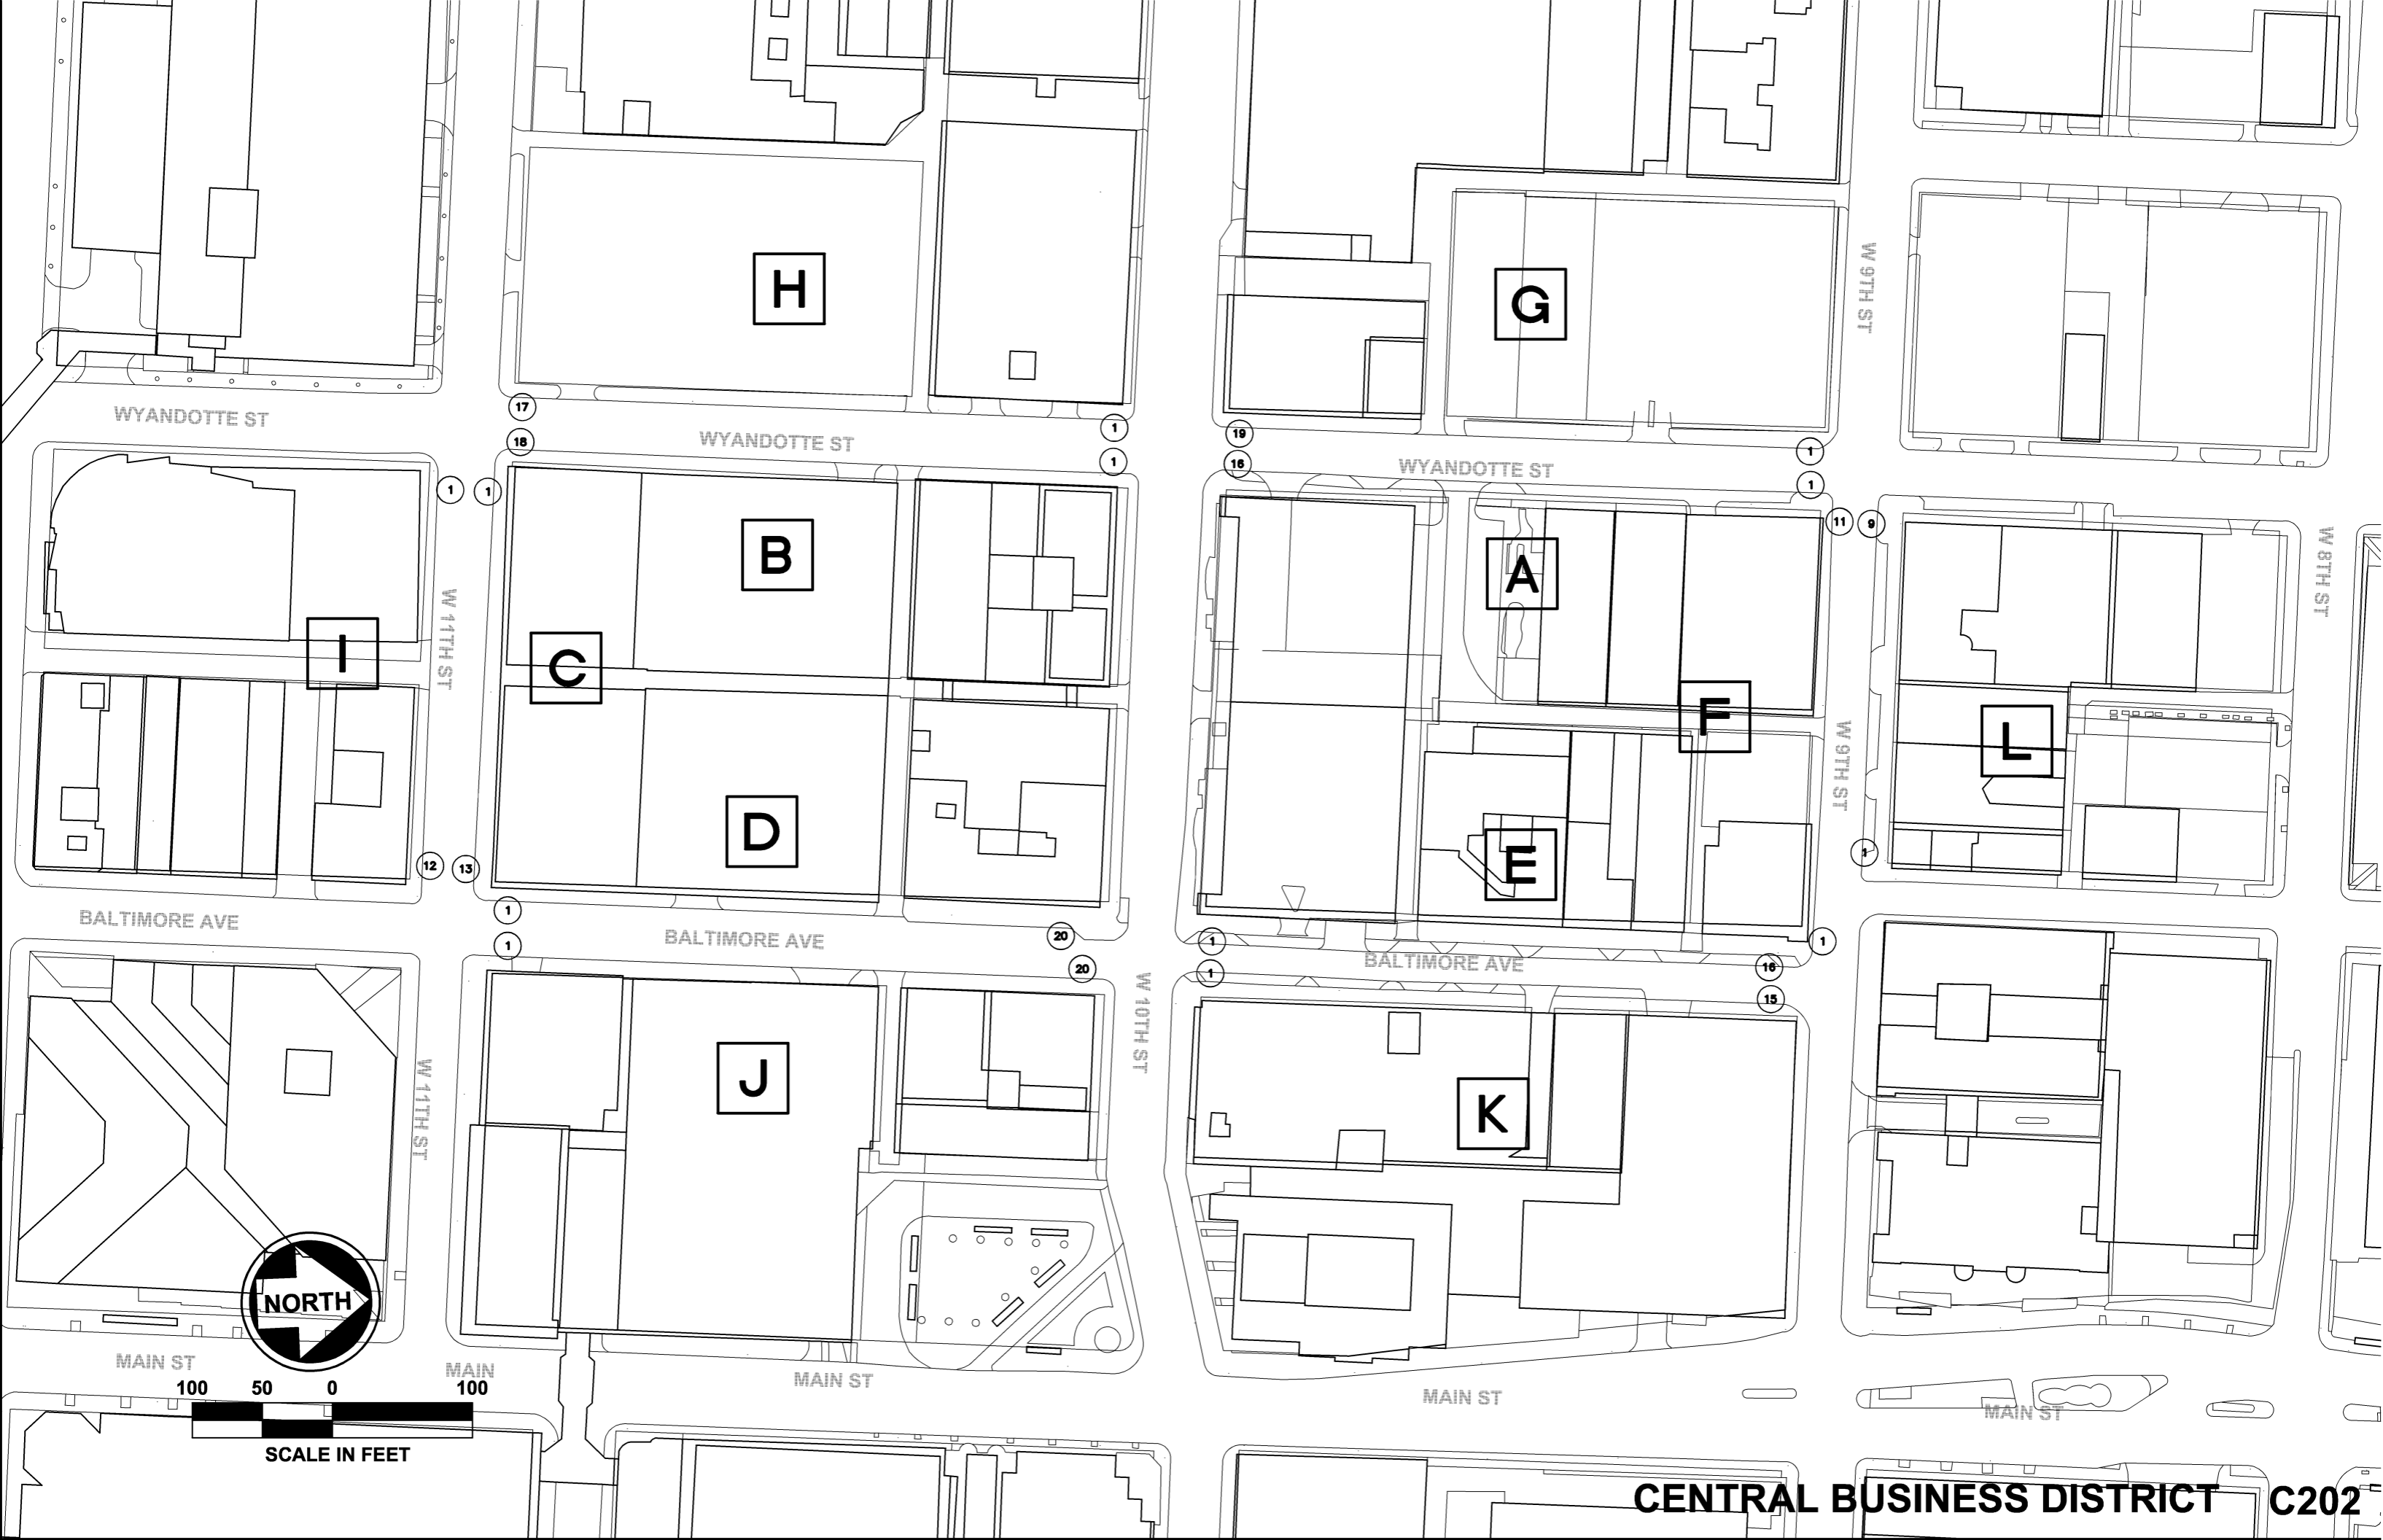 H
G
W 9TH ST
WYANDOTTE ST
17
18
WYANDOTTE ST
1
1
19
16
WYANDOTTE ST
1
1
1
1
11
9
B
A
W 8TH ST
I
W 11TH ST
C
F
L
W 9TH ST
D
E
12
13
1
BALTIMORE AVE
1
1
BALTIMORE AVE
20
20
1
1
BALTIMORE AVE
16
15
1
W 10TH ST
W 11TH ST
J
K
NORTH
MAIN ST
MAIN
MAIN ST
MAIN ST
MAIN ST
100 50 0 100
SCALE IN FEET
CENTRAL BUSINESS DISTRICT C202